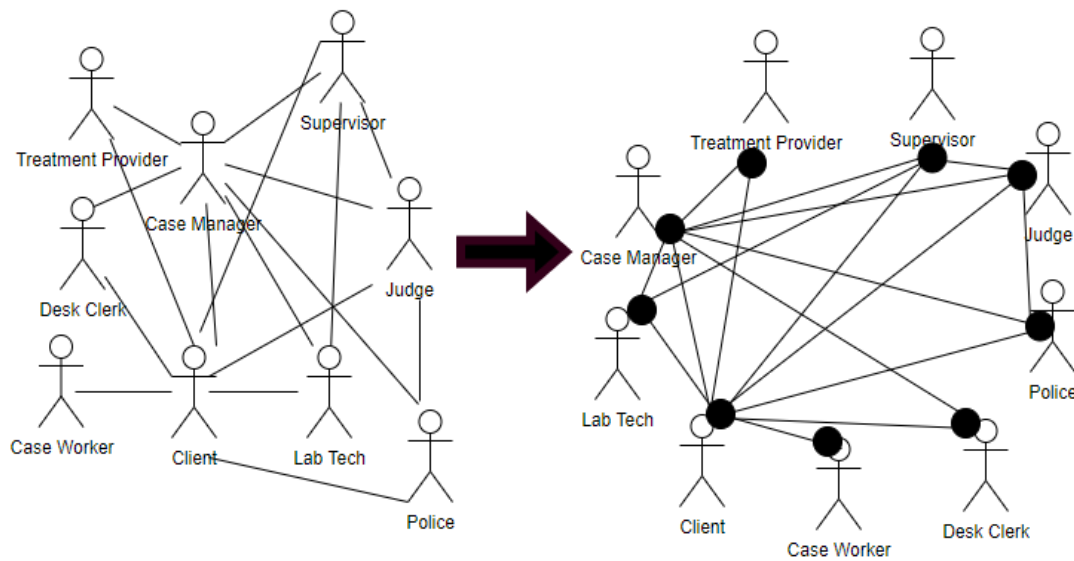 Supervisor
Treatment Provider
Case Manager
Desk Clerk
Judge
Case Worker
Client
Lab Tech
Police
Treatment Provider
Supervisor
Judge
Case Manager
Police
Lab Tech
Client
Desk Clerk
Case Worker